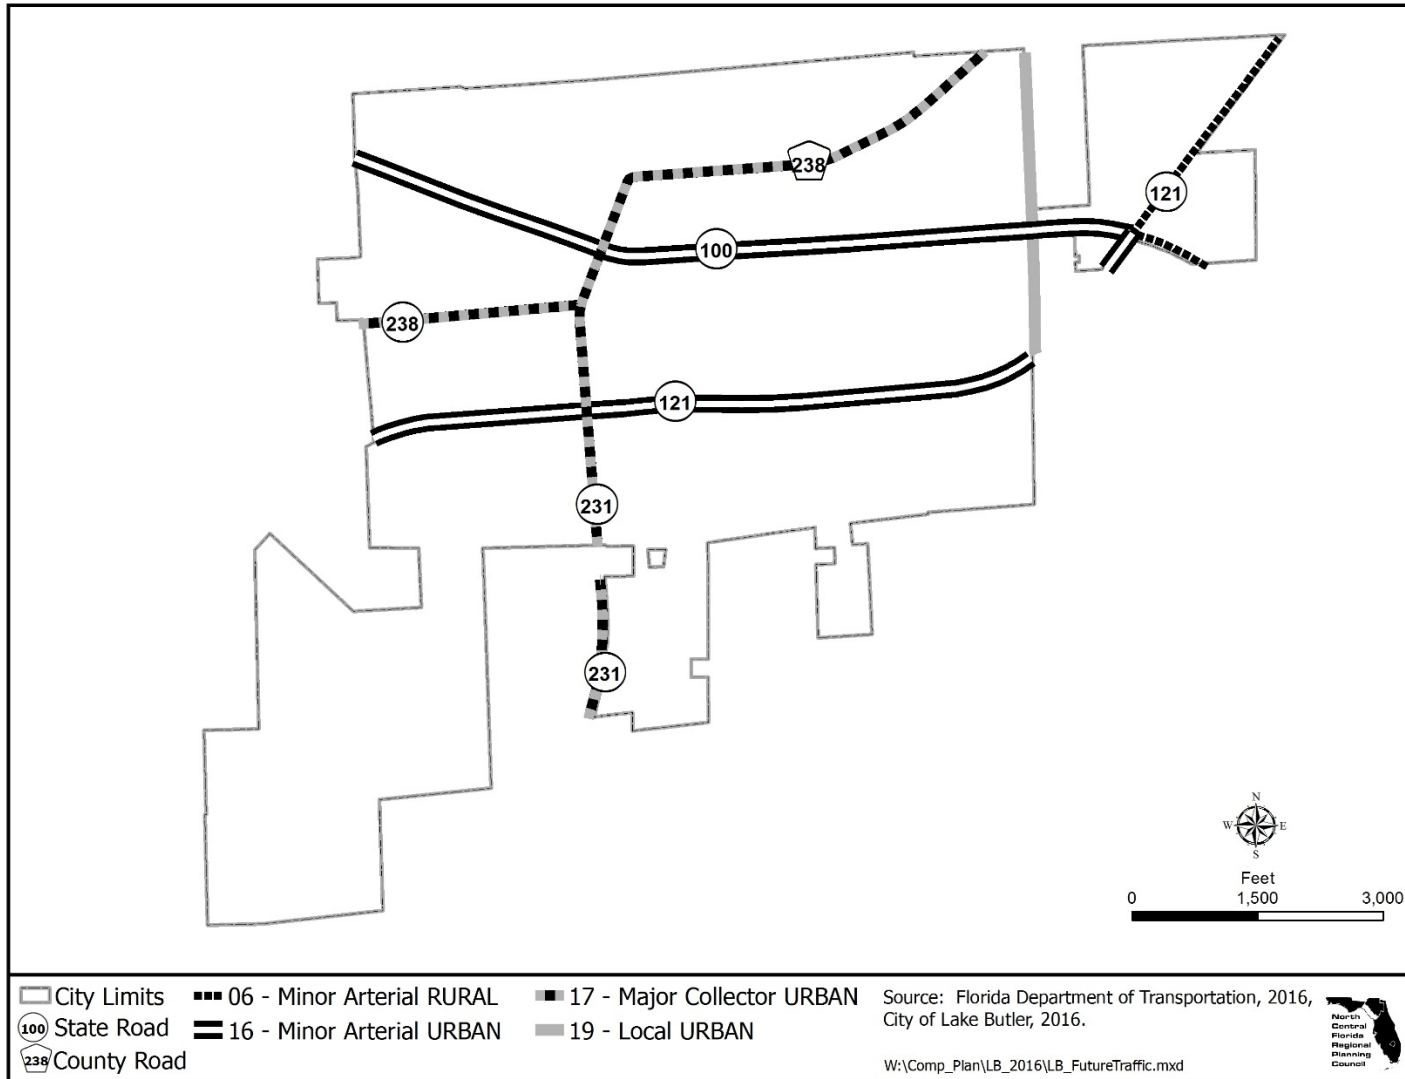 238
121
100
238
121
231
231
N
W E
S
Feet
0 1,500 3,000
City Limits
06 - Minor Arterial RURAL
17 - Major Collector URBAN
Source: Florida Department of Transportation, 2016,
100 State Road
16 - Minor Arterial URBAN
19 - Local URBAN
City of Lake Butler, 2016.
238 County Road
W:\Comp_Plan\LB_2016\LB_FutureTraffic.mxd
North
Central
Florida
Regional
Planning
Council